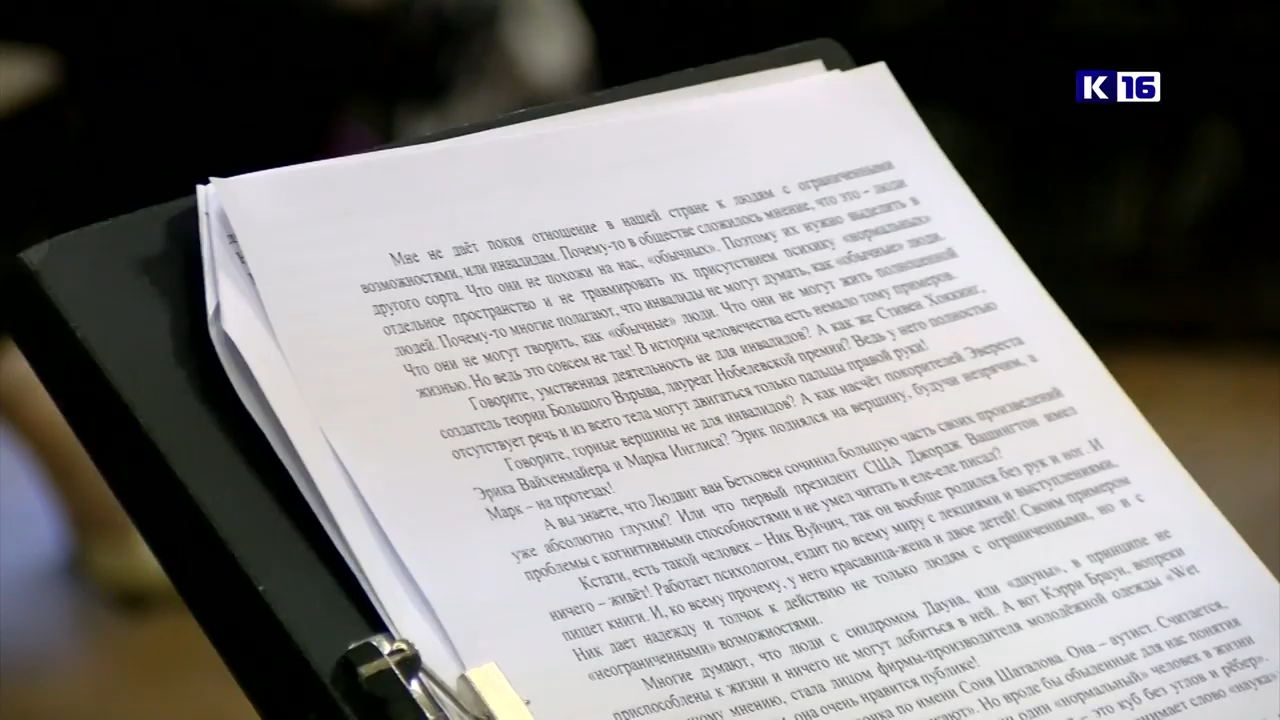 K 16
Мне не даёт покоя отношение в нашей стране к людям с ограниченными
возможностями, или инвалидам. Почему-то в обществе сложилось мнение, что это – люди
другого сорта. Что они не похожи на нас, «обычных». Поэтому их нужно выделить в
отдельное пространство и не травмировать их присутствием психику «нормальных»
людей. Почему-то многие полагают, что инвалиды не могут думать, как «обычные» люди.
Что они не могут творить, как «обычные» люди. Что они не могут жить полноценной
жизнью. Но ведь это совсем не так! В истории человечества есть немало тому примеров.
Говорите, умственная деятельность не для инвалидов? А как же Стивен Хокинг,
создатель теории Большого Взрыва, лауреат Нобелевской премии? Ведь у него полностью
отсутствует речь и из всего тела могут двигаться только пальцы правой руки!
Говорите, горные вершины не для инвалидов? А как насчёт покорителей Эвереста
Эрика Вайхенмайера и Марка Инглиса? Эрик поднялся на вершину, будучи незрячим, а
Марк – на протезах!
А вы знаете, что Людвиг ван Бетховен сочинил большую часть своих произведений
уже абсолютно глухим? Или что первый президент США Джордж Вашингтон имел
проблемы с когнитивными способностями и не умел читать и еле-еле писал?
Кстати, есть такой человек – Ник Вуйчич, так он вообще родился без рук и ног. И
ничего – живёт! Работает психологом, ездит по всему миру с лекциями и выступлениями,
пишет книги. И, ко всему прочему, у него красавица-жена и двое детей! Своим примером
Ник дает надежду и толчок к действию не только людям с ограниченными, но и с
«неограниченными» возможностями.
Многие думают, что люди с синдромом Дауна, или «дауны», в принципе не
приспособлены к жизни и ничего не могут добиться в ней. А вот Кэрри Браун, вопреки
мнению, стала лицом фирмы-производителя молодёжной одежды «Wet
она очень нравится публике!
по имени Соня Шаталова. Она – аутист. Считается,
Но вроде бы обыденные для нас понятия
один «нормальный» человек в жизни
– это куб без углов и рёбер».
слово «наука»